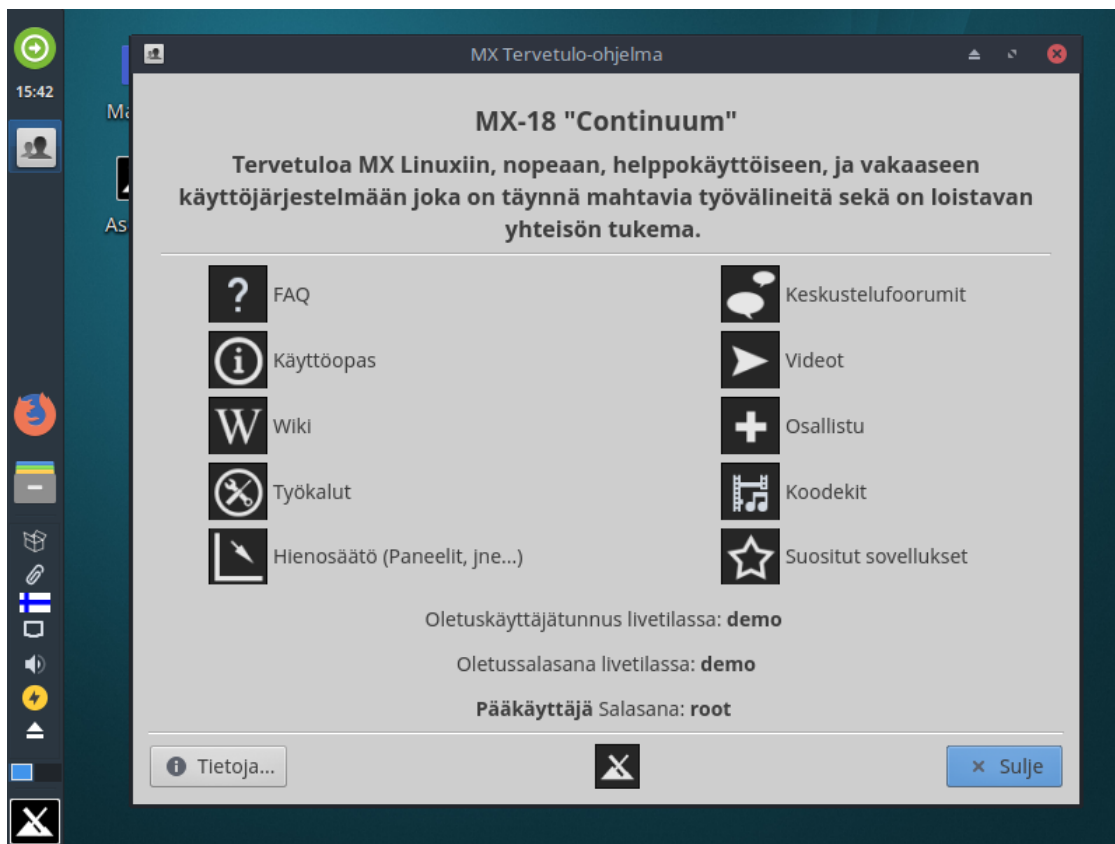 MX Tervetulo-ohjelma
15:42
Ma
As
MX-18 "Continuum"
Tervetuloa MX Linuxiin, nopeaan, helppokäyttöiseen, ja vakaaseen
käyttöjärjestelmään joka on täynnä mahtavia työvälineitä sekä on loistavan
yhteisön tukema.
FAQ
Keskustelufoorumit
Käyttöopas
Videot
Wiki
Osallistu
Työkalut
Koodekit
Hienosäätö (Paneelit, jne...)
Suositut sovellukset
Oletuskäyttäjätunnus livetilassa: demo
Oletussalasana livetilassa: demo
Pääkäyttäjä Salasana: root
Tietoja...
Sulje